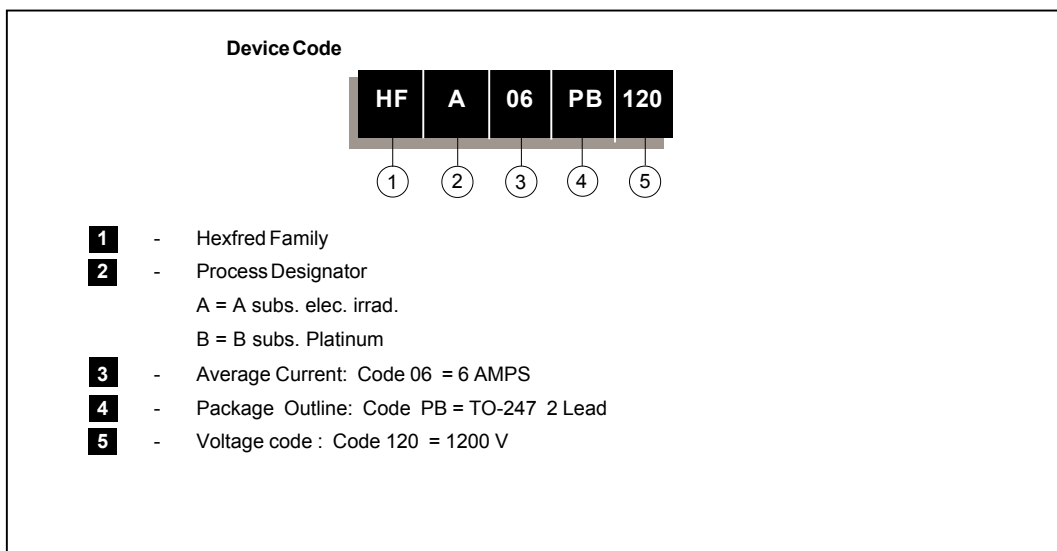 Device Code
HF A 06 PB 120
1 2 3 4 5
1 - Hexfred Family
2 - Process Designator
A = A subs. elec. irrad.
B = B subs. Platinum
3 - Average Current: Code 06 = 6 AMPS
4 - Package Outline: Code PB = TO-247 2 Lead
5 - Voltage code : Code 120 = 1200 V